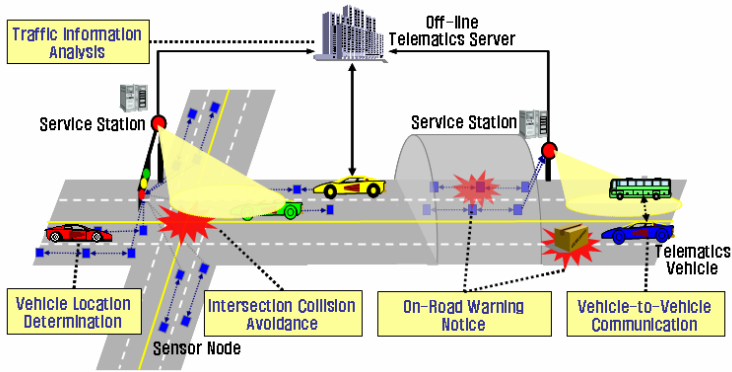 Traffic Information
Analysis
Off-line
Telematics Server
Service Station
Service Station
Telematics
Vehicle
Vehicle Location
Determination
Intersection Collision
Avoidance
On-Road Warning
Notice
Vehicle-to-Vehicle
Communication
Sensor Node